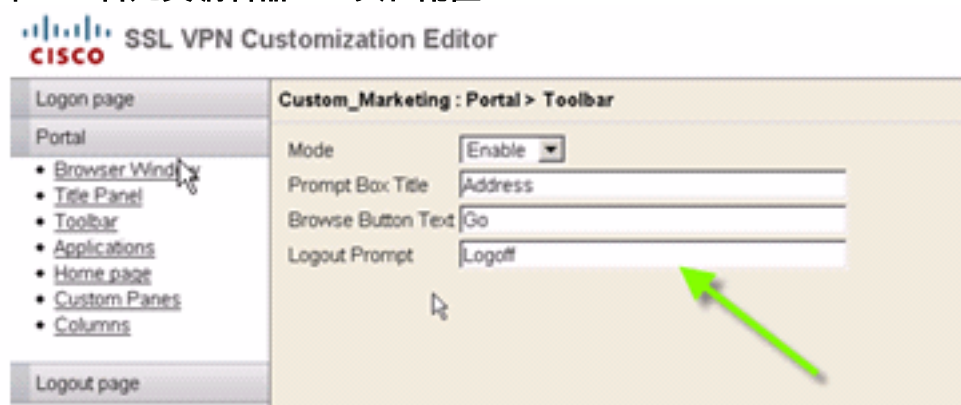 CISCO SSL VPN Customization Editor
Logon page
Portal
Browser Window
Title Panel
Toolbar
Applications
Home page
Custom Panes
Columns
Logout page
Custom_Marketing : Portal > Toolbar
Mode Enable
Prompt Box Title Address
Browse Button Text Go
Logout Prompt Logoff